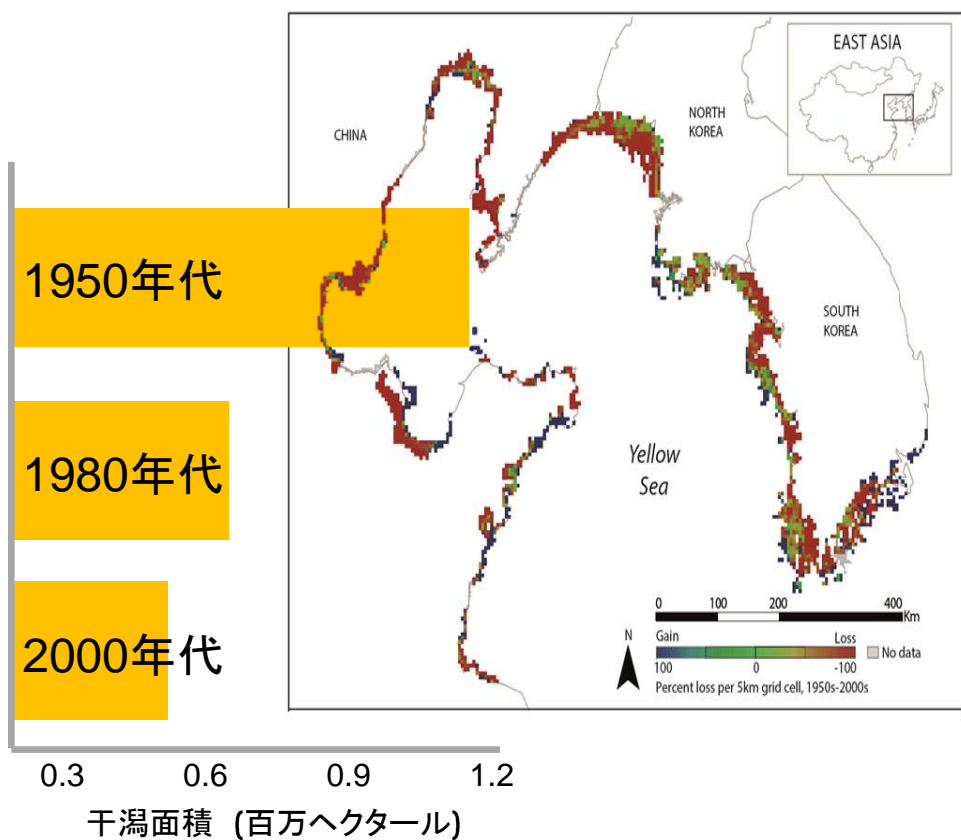 EAST ASIA
CHINA
NORTH
KOREA
1950年代
SOUTH
KOREA
1980年代
Yellow
Sea
2000年代
0 100 200 400
Km
N
Gain Loss
100 0 -100
No data
Percent loss per 5km grid cell, 1950s-2000s
0.3 0.6 0.9 1.2
干潟面積 (百万ヘクタール)